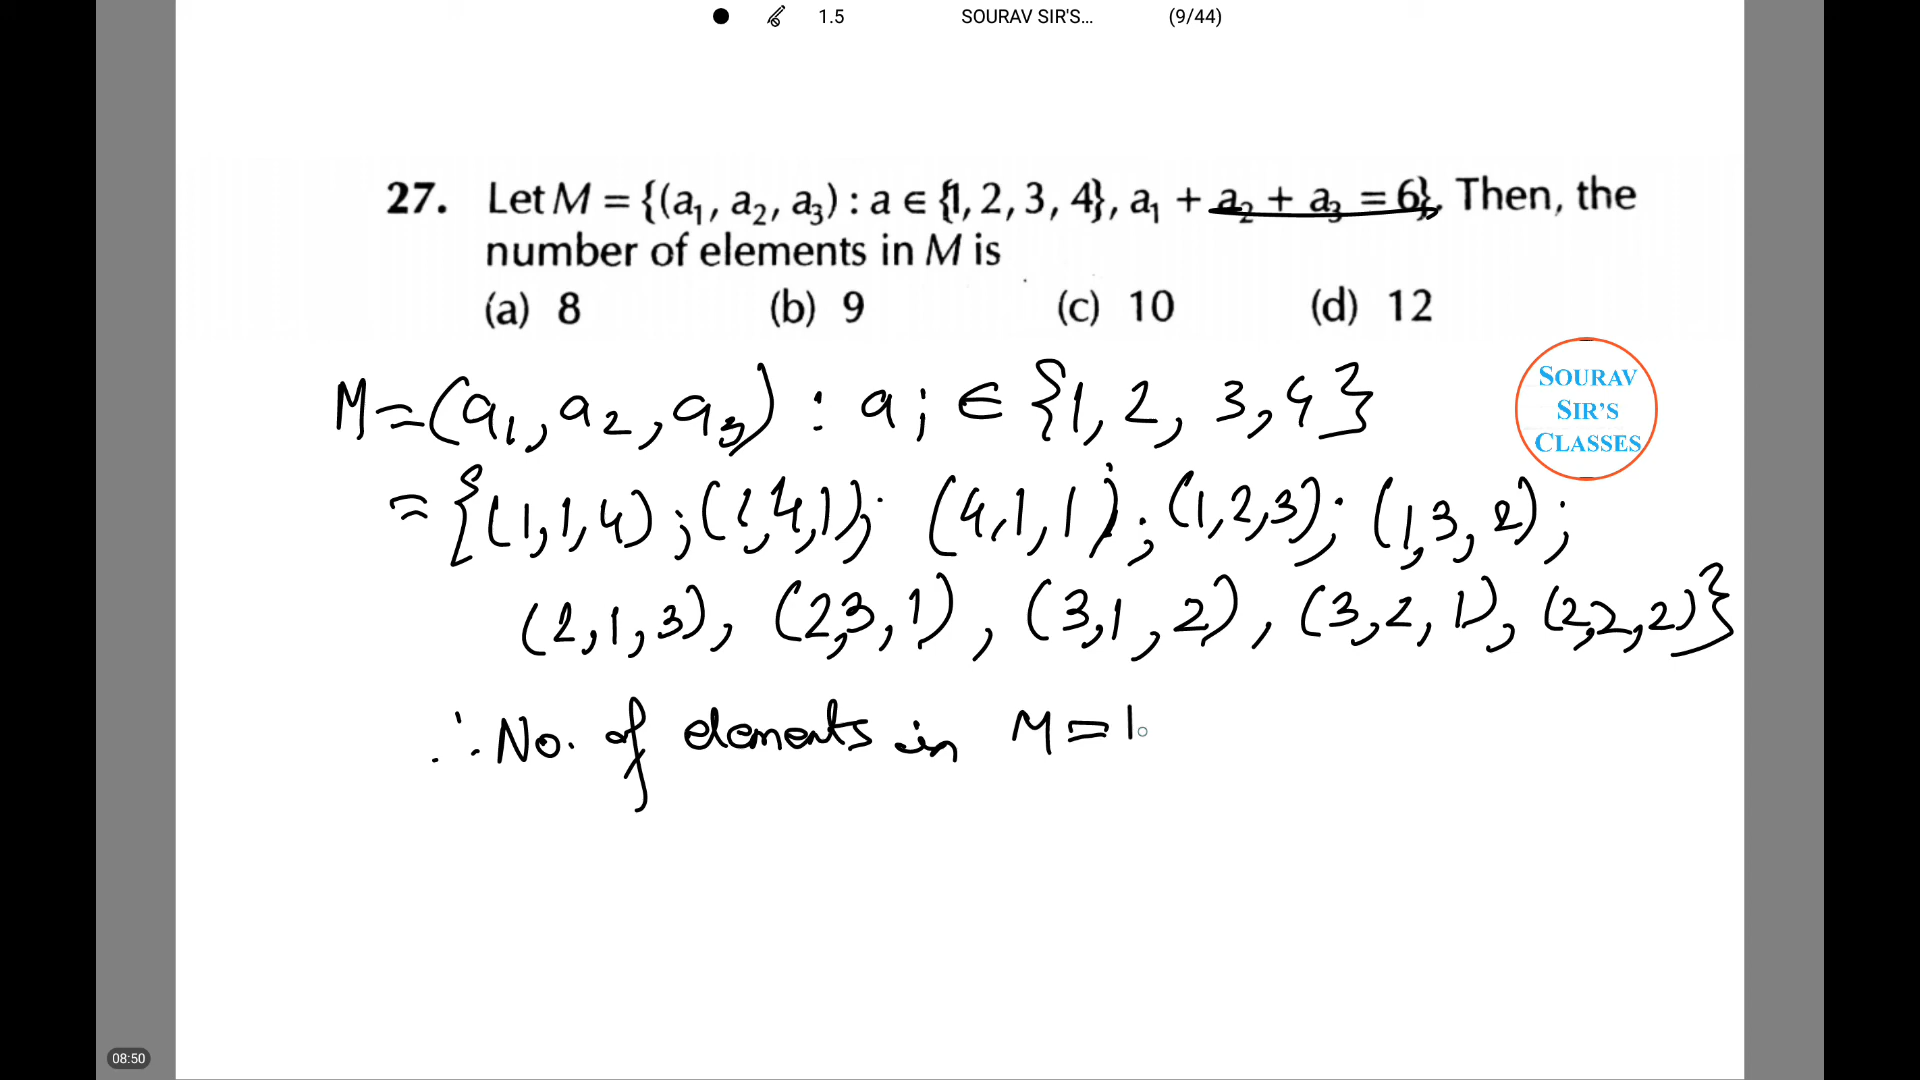 1.5 SOURAV SIR'S... (9/44)
27. Let M = {(a₁, a₂, a₃) : a ∈ {1, 2, 3, 4}, a₁ + a₂ + a₃ = 6}. Then, the
number of elements in M is
(a) 8 (b) 9 (c) 10 (d) 12
M=(a₁,a₂,a₃) : aᵢ ∈ {1, 2, 3, 4}
SOURAV
SIR'S
CLASSES
= {(1,1,4);(1,4,1); (4,1,1);(1,2,3);(1,3,2);
(2,1,3), (2,3,1), (3,1,2), (3,2,1), (2,2,2)}
∴ No. of elements in M = 1
08:50